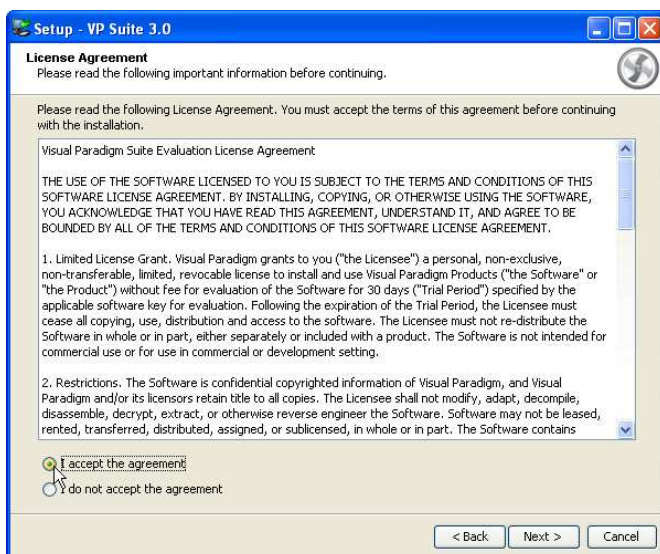 Setup - VP Suite 3.0
License Agreement
Please read the following important information before continuing.
Please read the following License Agreement. You must accept the terms of this agreement before continuing
with the installation.
Visual Paradigm Suite Evaluation License Agreement
THE USE OF THE SOFTWARE LICENSED TO YOU IS SUBJECT TO THE TERMS AND CONDITIONS OF THIS
SOFTWARE LICENSE AGREEMENT. BY INSTALLING, COPYING, OR OTHERWISE USING THE SOFTWARE,
YOU ACKNOWLEDGE THAT YOU HAVE READ THIS AGREEMENT, UNDERSTAND IT, AND AGREE TO BE
BOUNDED BY ALL OF THE TERMS AND CONDITIONS OF THIS SOFTWARE LICENSE AGREEMENT.
1. Limited License Grant. Visual Paradigm grants to you ("the Licensee") a personal, non-exclusive,
non-transferable, limited, revocable license to install and use Visual Paradigm Products ("the Software" or
"the Product") without fee for evaluation of the Software for 30 days ("Trial Period") specified by the
applicable software key for evaluation. Following the expiration of the Trial Period, the Licensee must
cease all copying, use, distribution and access to the software. The Licensee must not re-distribute the
Software in whole or in part, either separately or included with a product. The Software is not intended for
commercial use or for use in commercial or development setting.
2. Restrictions. The Software is confidential copyrighted information of Visual Paradigm, and Visual
Paradigm and/or its licensors retain title to all copies. The Licensee shall not modify, adapt, decompile,
disassemble, decrypt, extract, or otherwise reverse engineer the Software. Software may not be leased,
rented, transferred, distributed, assigned, or sublicensed, in whole or in part. The Software contains
I accept the agreement
I do not accept the agreement
< Back Next > Cancel